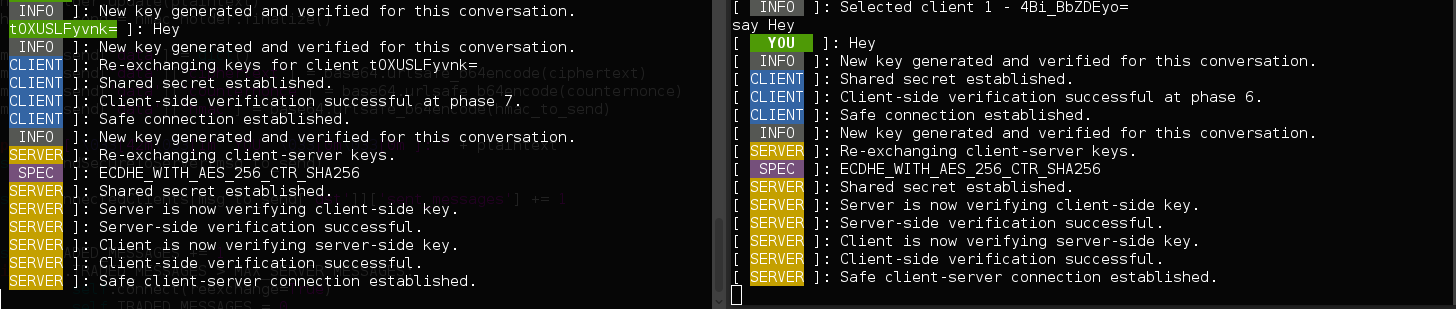 INFO ]: New key generated and verified for this conversation.
tOXUSLFyvnk= ]: Hey
INFO ]: New key generated and verified for this conversation.
CLIENT ]: Re-exchanging keys for client tOXUSLFyvnk=
CLIENT ]: Shared secret established.
CLIENT ]: Client-side verification successful at phase 7.
CLIENT ]: Safe connection established.
INFO ]: New key generated and verified for this conversation.
SERVER ]: Re-exchanging client-server keys.
SPEC ]: ECDHE_WITH_AES_256_CTR_SHA256
SERVER ]: Shared secret established.
SERVER ]: Server is now verifying client-side key.
SERVER ]: Server-side verification successful.
SERVER ]: Client is now verifying server-side key.
SERVER ]: Client-side verification successful.
SERVER ]: Safe client-server connection established.
[ INFO ]: Selected client 1 - 4Bi_BbZDEyo=
say Hey
[ YOU ]: Hey
[ INFO ]: New key generated and verified for this conversation.
[ CLIENT ]: Shared secret established.
[ CLIENT ]: Client-side verification successful at phase 6.
[ CLIENT ]: Safe connection established.
[ INFO ]: New key generated and verified for this conversation.
[ SERVER ]: Re-exchanging client-server keys.
[ SPEC ]: ECDHE_WITH_AES_256_CTR_SHA256
[ SERVER ]: Shared secret established.
[ SERVER ]: Server is now verifying client-side key.
[ SERVER ]: Server-side verification successful.
[ SERVER ]: Client is now verifying server-side key.
[ SERVER ]: Client-side verification successful.
[ SERVER ]: Safe client-server connection established.